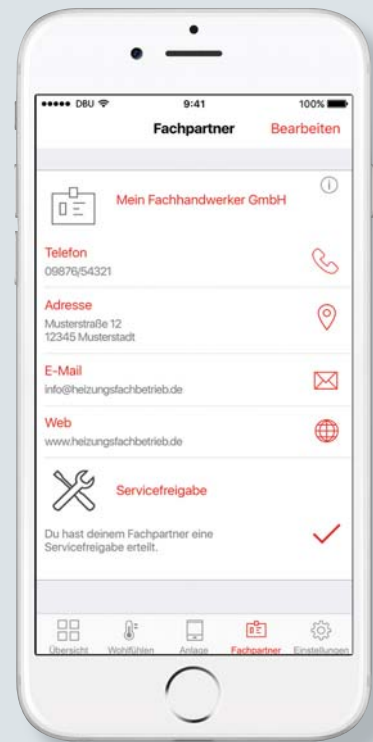 DBU 9:41 100%
Fachpartner Bearbeiten
Mein Fachhandwerker GmbH
Telefon
09876/54321
Adresse
Musterstraße 12
12345 Musterstadt
E-Mail
info@heizungsfachbetrieb.de
Web
www.heizungsfachbetrieb.de
Servicefreigabe
Du hast deinem Fachpartner eine
Servicefreigabe erteilt.
Übersicht Wohlfühlen Anlage Fachpartner Einstellungen